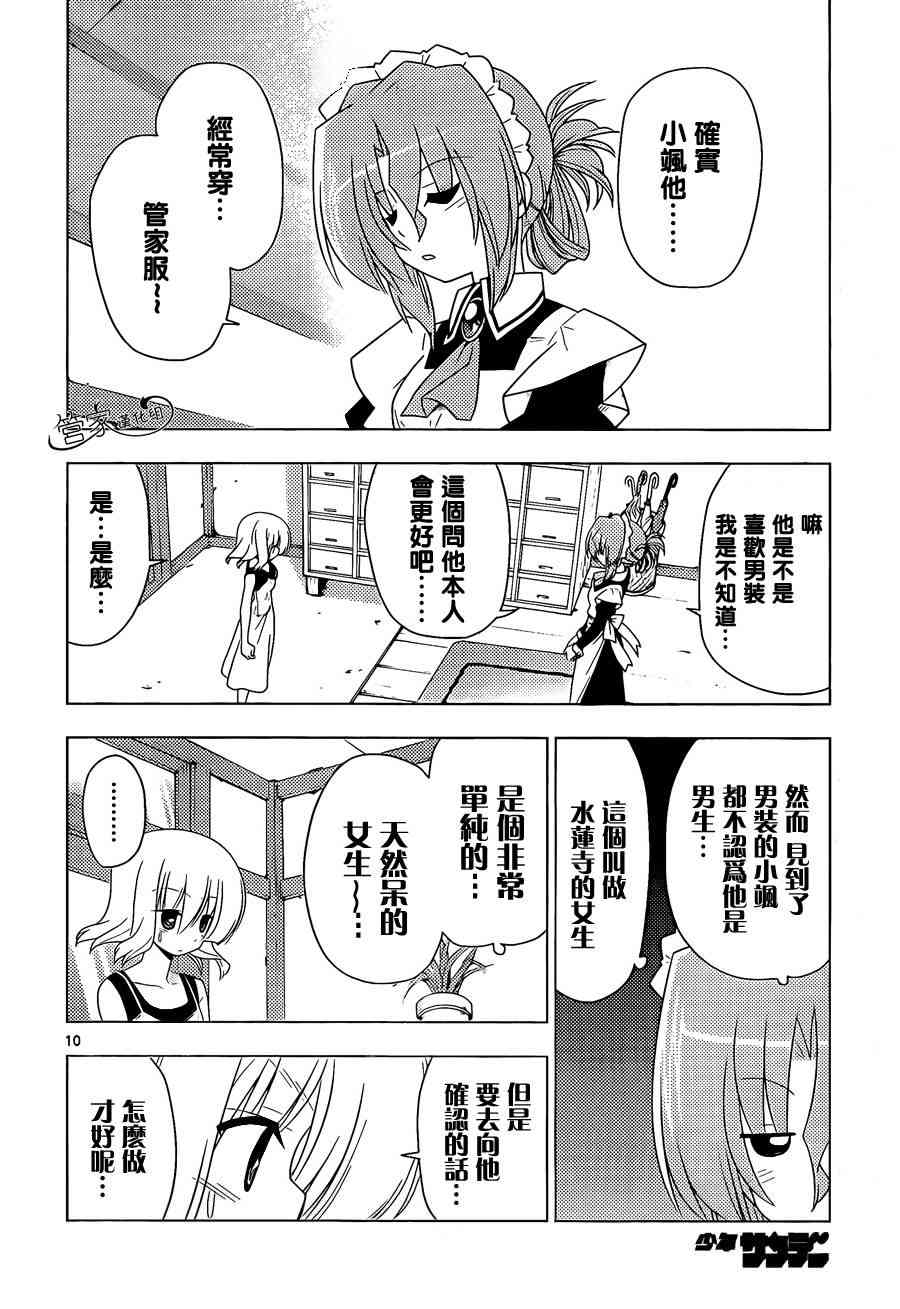 確實
小颯他……
經常穿…
管家服～
管家漢化組
嘛
他是不是
喜歡男裝
我是不知道…
這個問他本人
會更好吧……
是…是麼…
然而 見到了
男裝的小颯
都不認爲他是
男生…
這個叫做
水蓮寺的女生
是個非常
單純的…
天然呆的
女生～…
………
10
但是
要去向他
確認的話…
怎麼做
才好呢…
少年サンデー